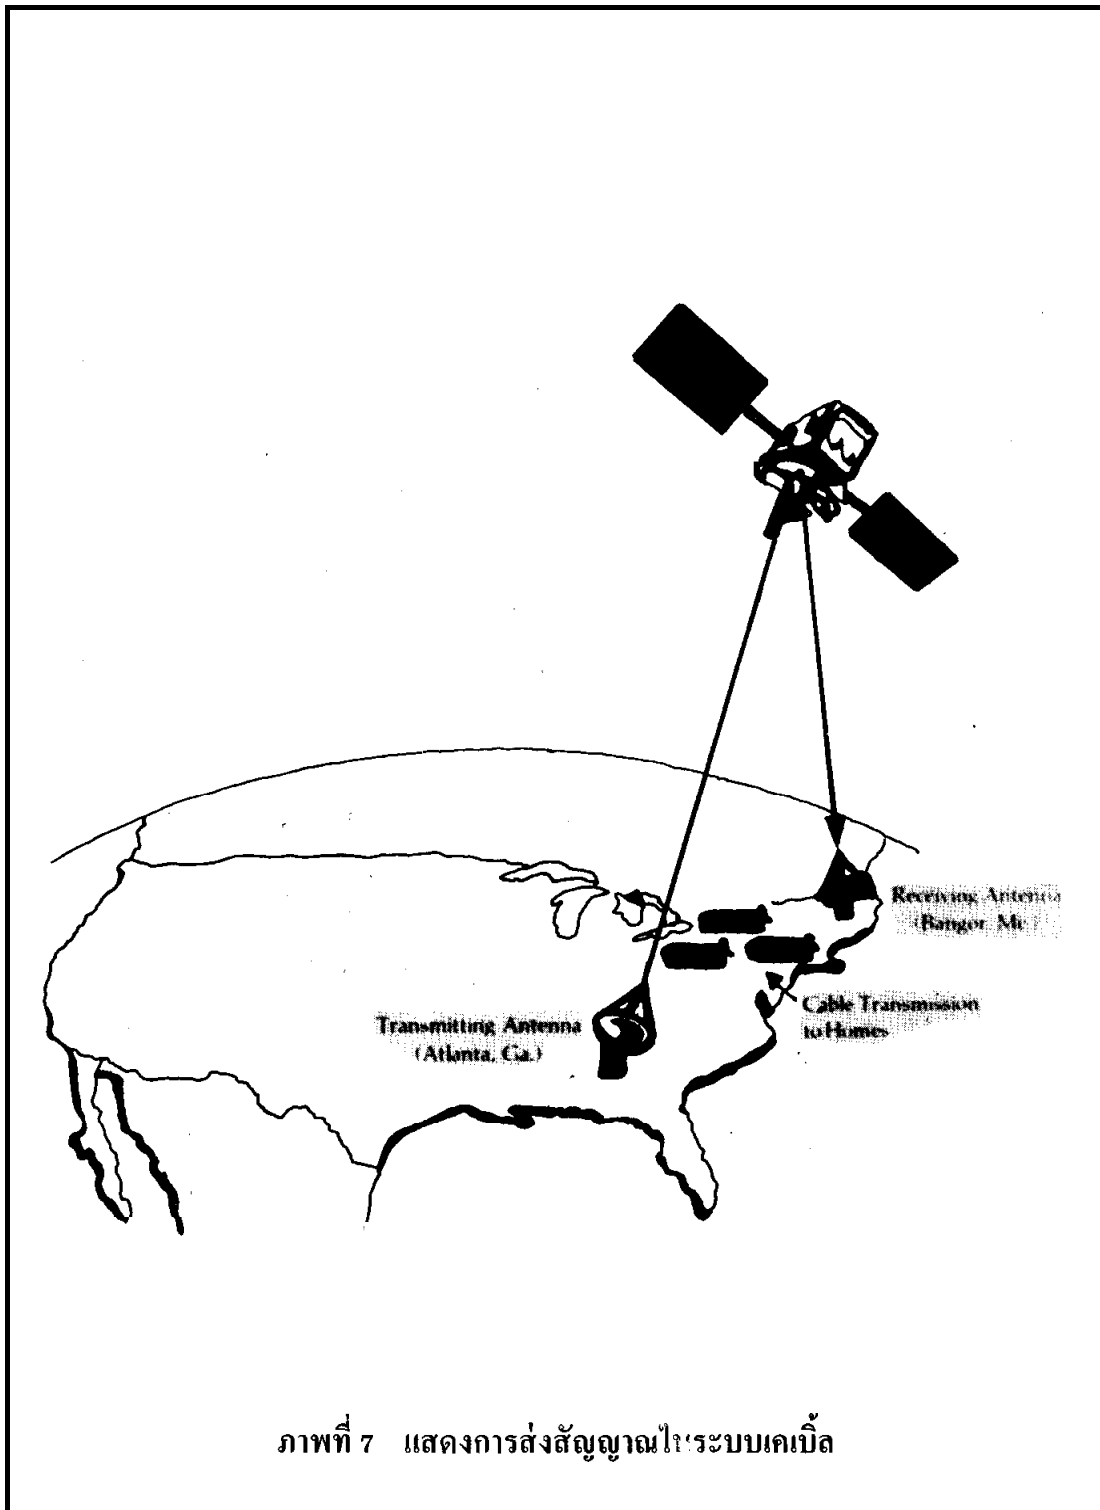 Receiving Antenna
(Bangor, Me.)
Transmitting Antenna
(Atlanta, Ga.)
Cable Transmission
to Homes
ภาพที่ 7 แสดงการส่งสัญญาณในระบบเคเบิ้ล